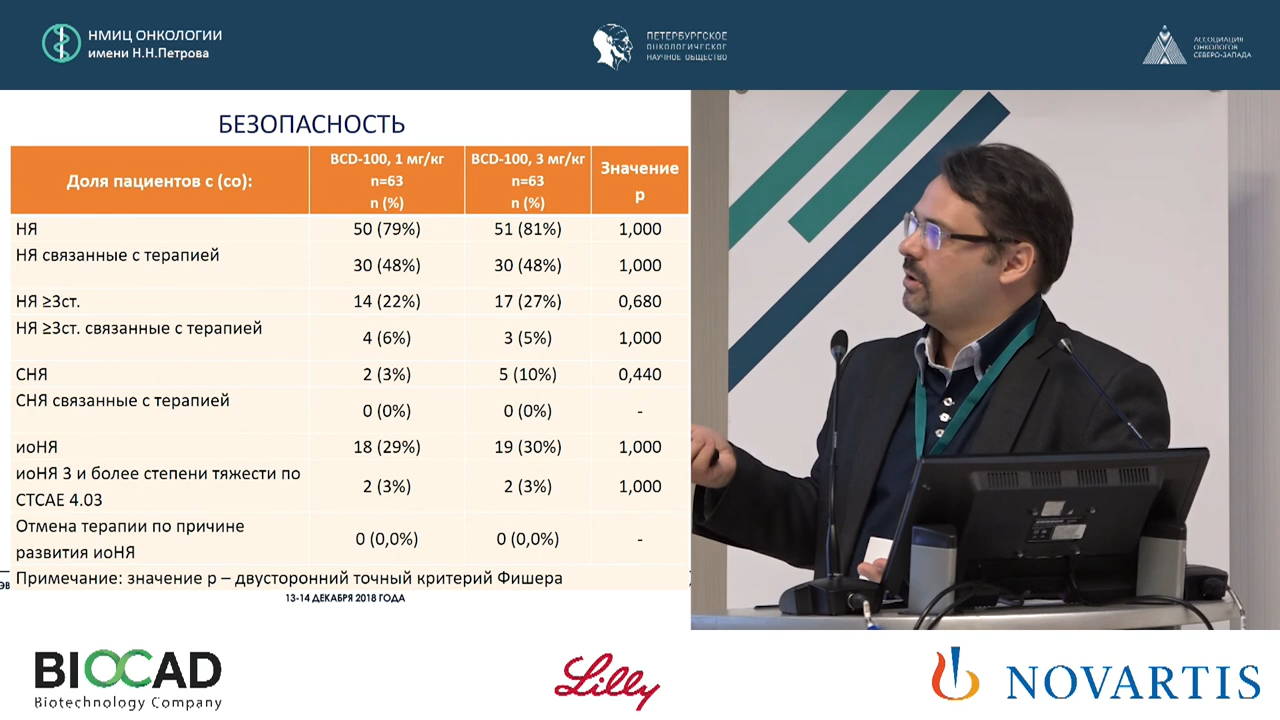 НМИЦ ОНКОЛОГИИ
имени Н.Н.Петрова
ПЕТЕРБУРГСКОЕ
ОНКОЛОГИЧЕСКОЕ
НАУЧНОЕ ОБЩЕСТВО
АССОЦИАЦИЯ
ОНКОЛОГОВ
СЕВЕРО-ЗАПАДА
БЕЗОПАСНОСТЬ
Доля пациентов с (со): BCD-100, 1 мг/кг n=63 n (%) BCD-100, 3 мг/кг n=63 n (%) Значение р
НЯ 50 (79%) 51 (81%) 1,000
НЯ связанные с терапией 30 (48%) 30 (48%) 1,000
НЯ ≥3ст. 14 (22%) 17 (27%) 0,680
НЯ ≥3ст. связанные с терапией 4 (6%) 3 (5%) 1,000
СНЯ 2 (3%) 5 (10%) 0,440
СНЯ связанные с терапией 0 (0%) 0 (0%) -
иоНЯ 18 (29%) 19 (30%) 1,000
иоНЯ 3 и более степени тяжести по
СТСАЕ 4.03 2 (3%) 2 (3%) 1,000
Отмена терапии по причине
развития иоНЯ 0 (0,0%) 0 (0,0%) -
Примечание: значение р – двусторонний точный критерий Фишера
13-14 ДЕКАБРЯ 2018 ГОДА
BIOCAD
Biotechnology Company
Lilly
NOVARTIS